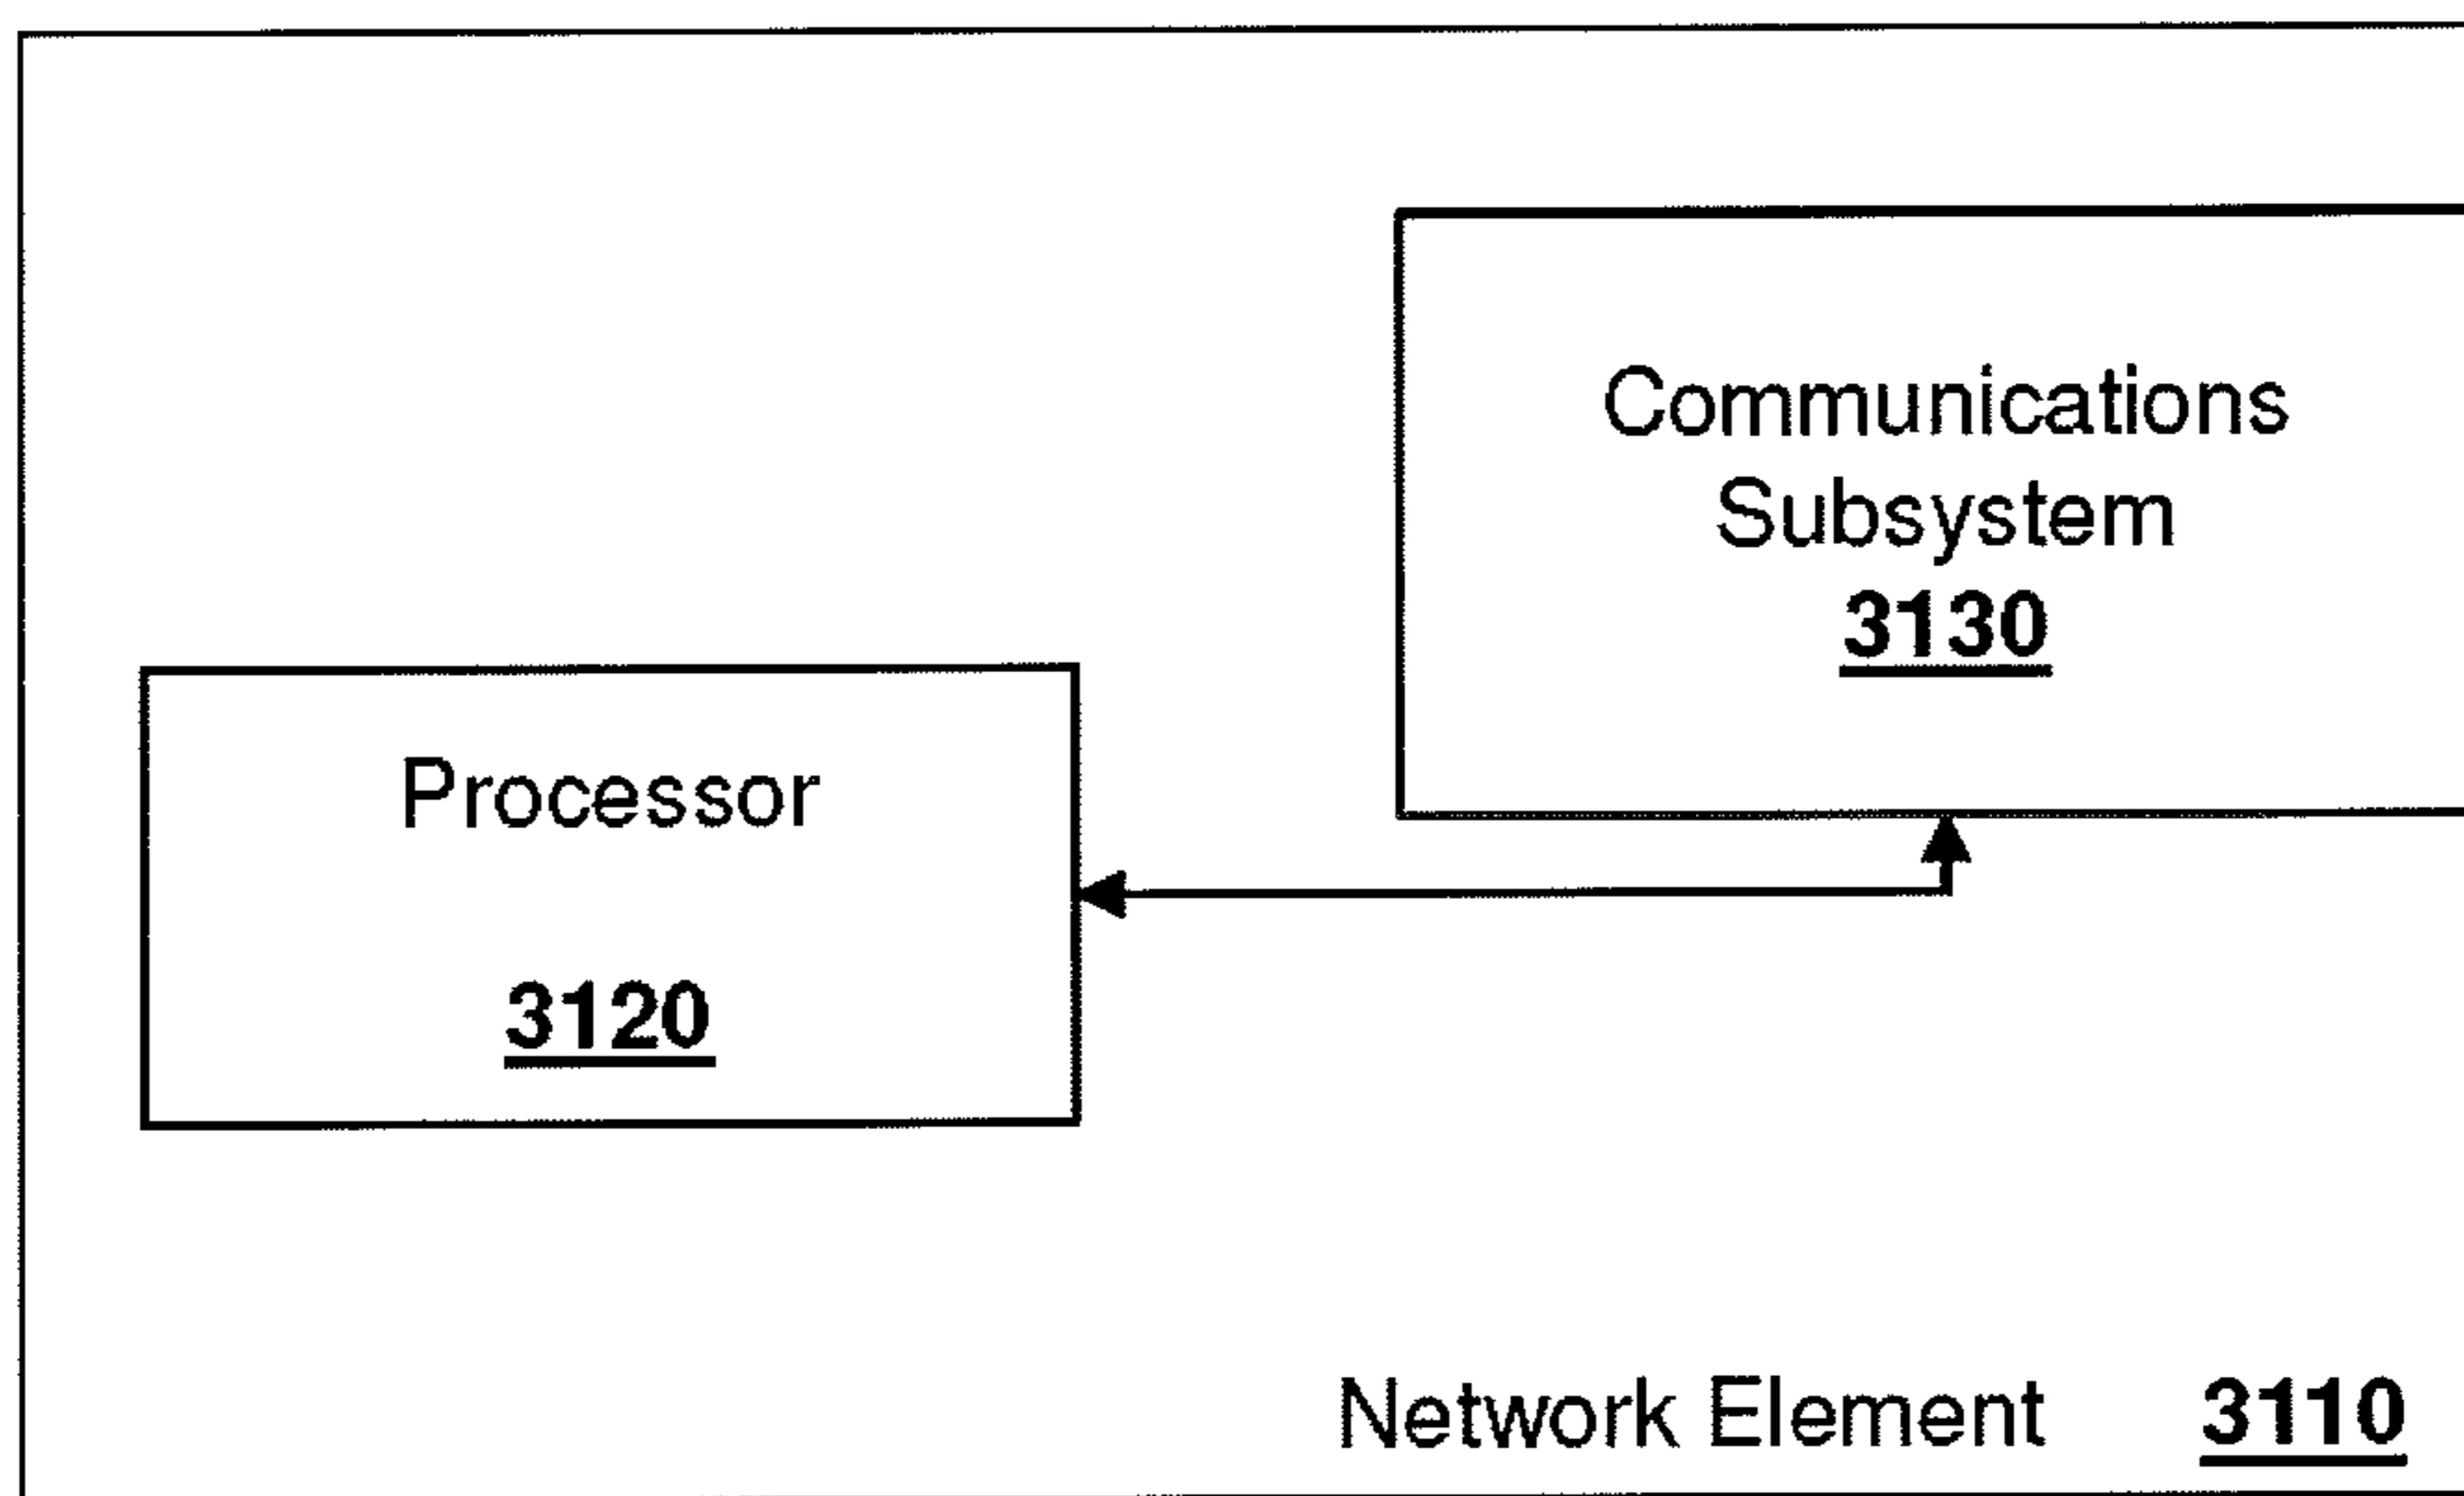 Communications
Subsystem
3130
Processor
3120
Network Element 3110